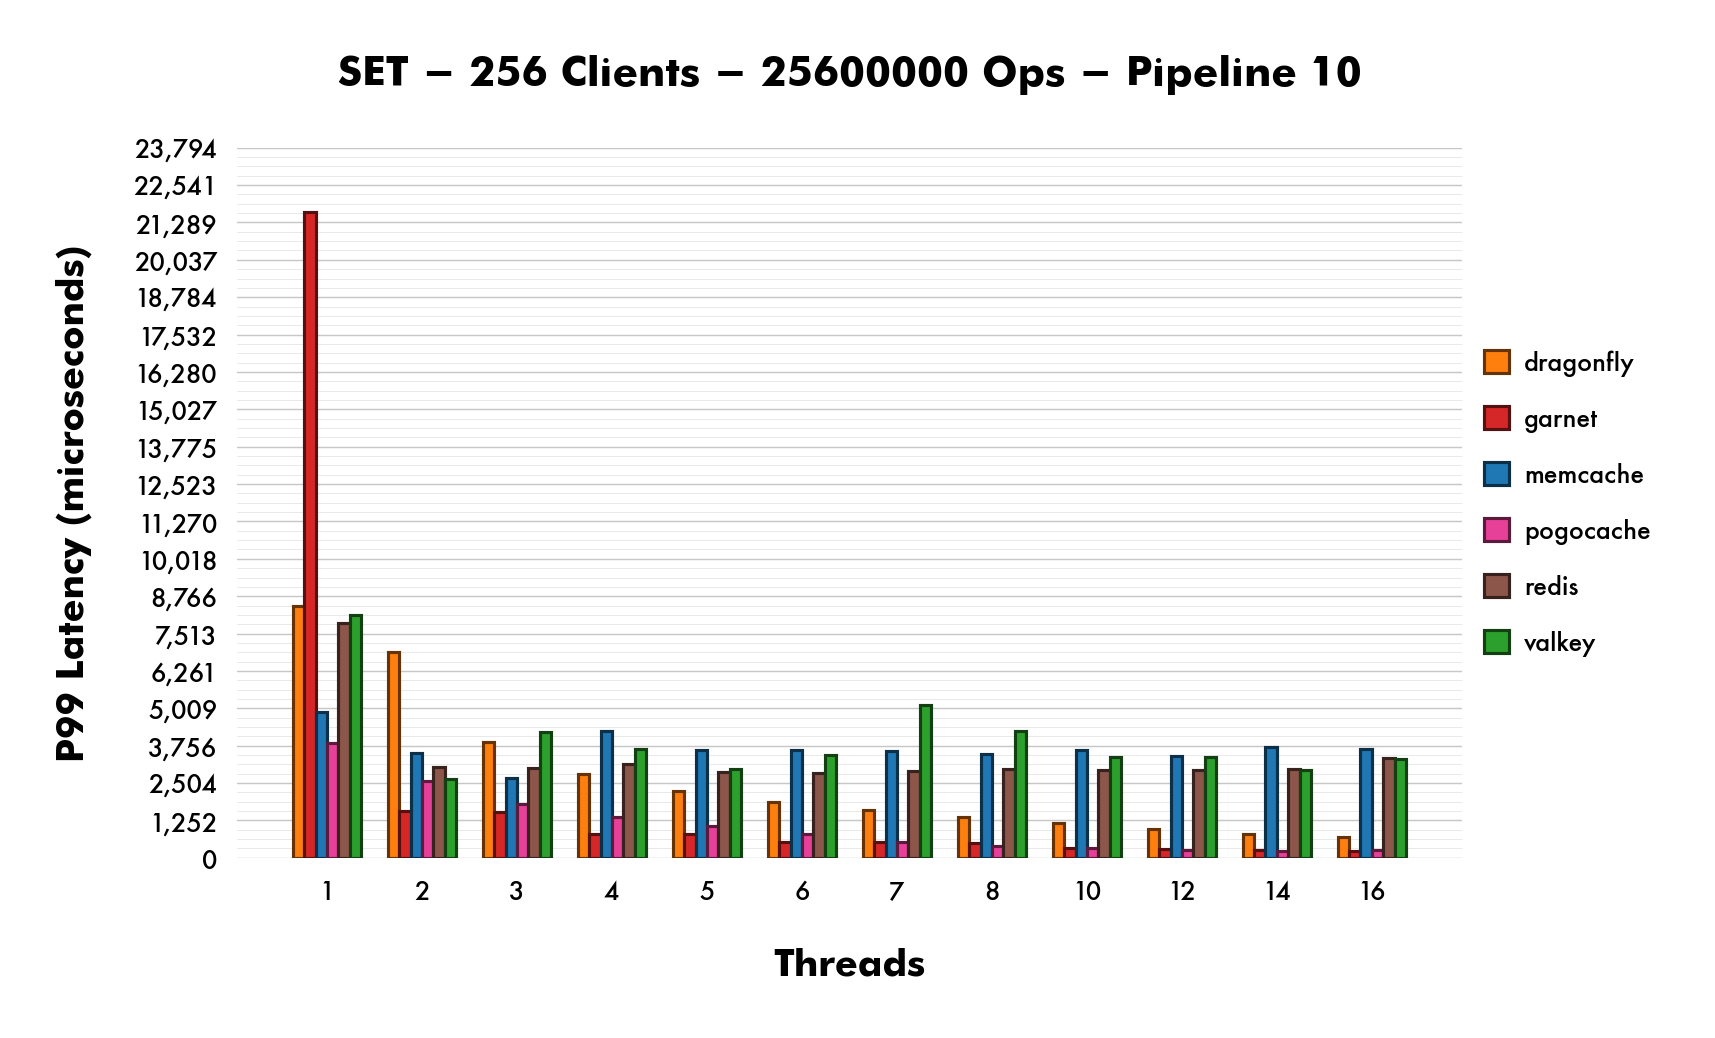 SET – 256 Clients – 25600000 Ops – Pipeline 10
P99 Latency (microseconds)
23,794
22,541
21,289
20,037
18,784
17,532
16,280
15,027
13,775
12,523
11,270
10,018
8,766
7,513
6,261
5,009
3,756
2,504
1,252
0
1 2 3 4 5 6 7 8 10 12 14 16
Threads
dragonfly
garnet
memcache
pogocache
redis
valkey